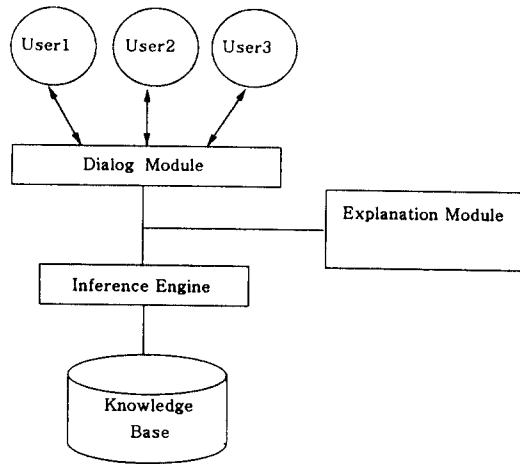 User1
User2
User3
Dialog Module
Explanation Module
Inference Engine
Knowledge
Base